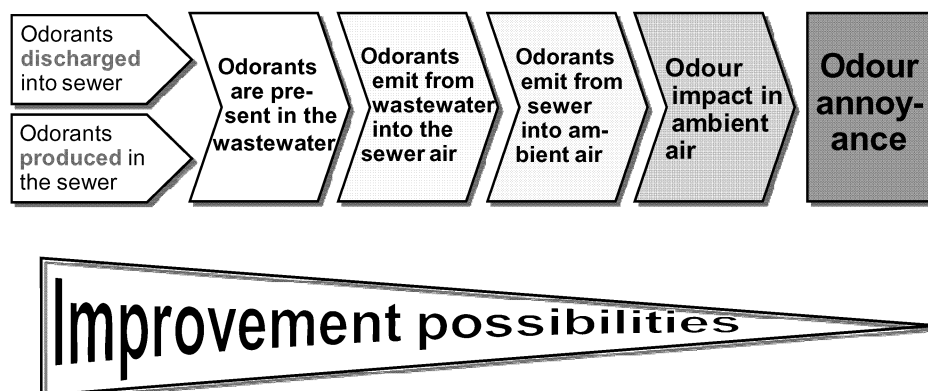 Odorants
discharged
into sewer
Odorants
produced in
the sewer
Odorants
are pre-
sent in the
wastewater
Odorants
emit from
wastewater
into the
sewer air
Odorants
emit from
sewer
into am-
bient air
Odour
impact in
ambient
air
Odour
annoy-
ance
Improvement possibilities